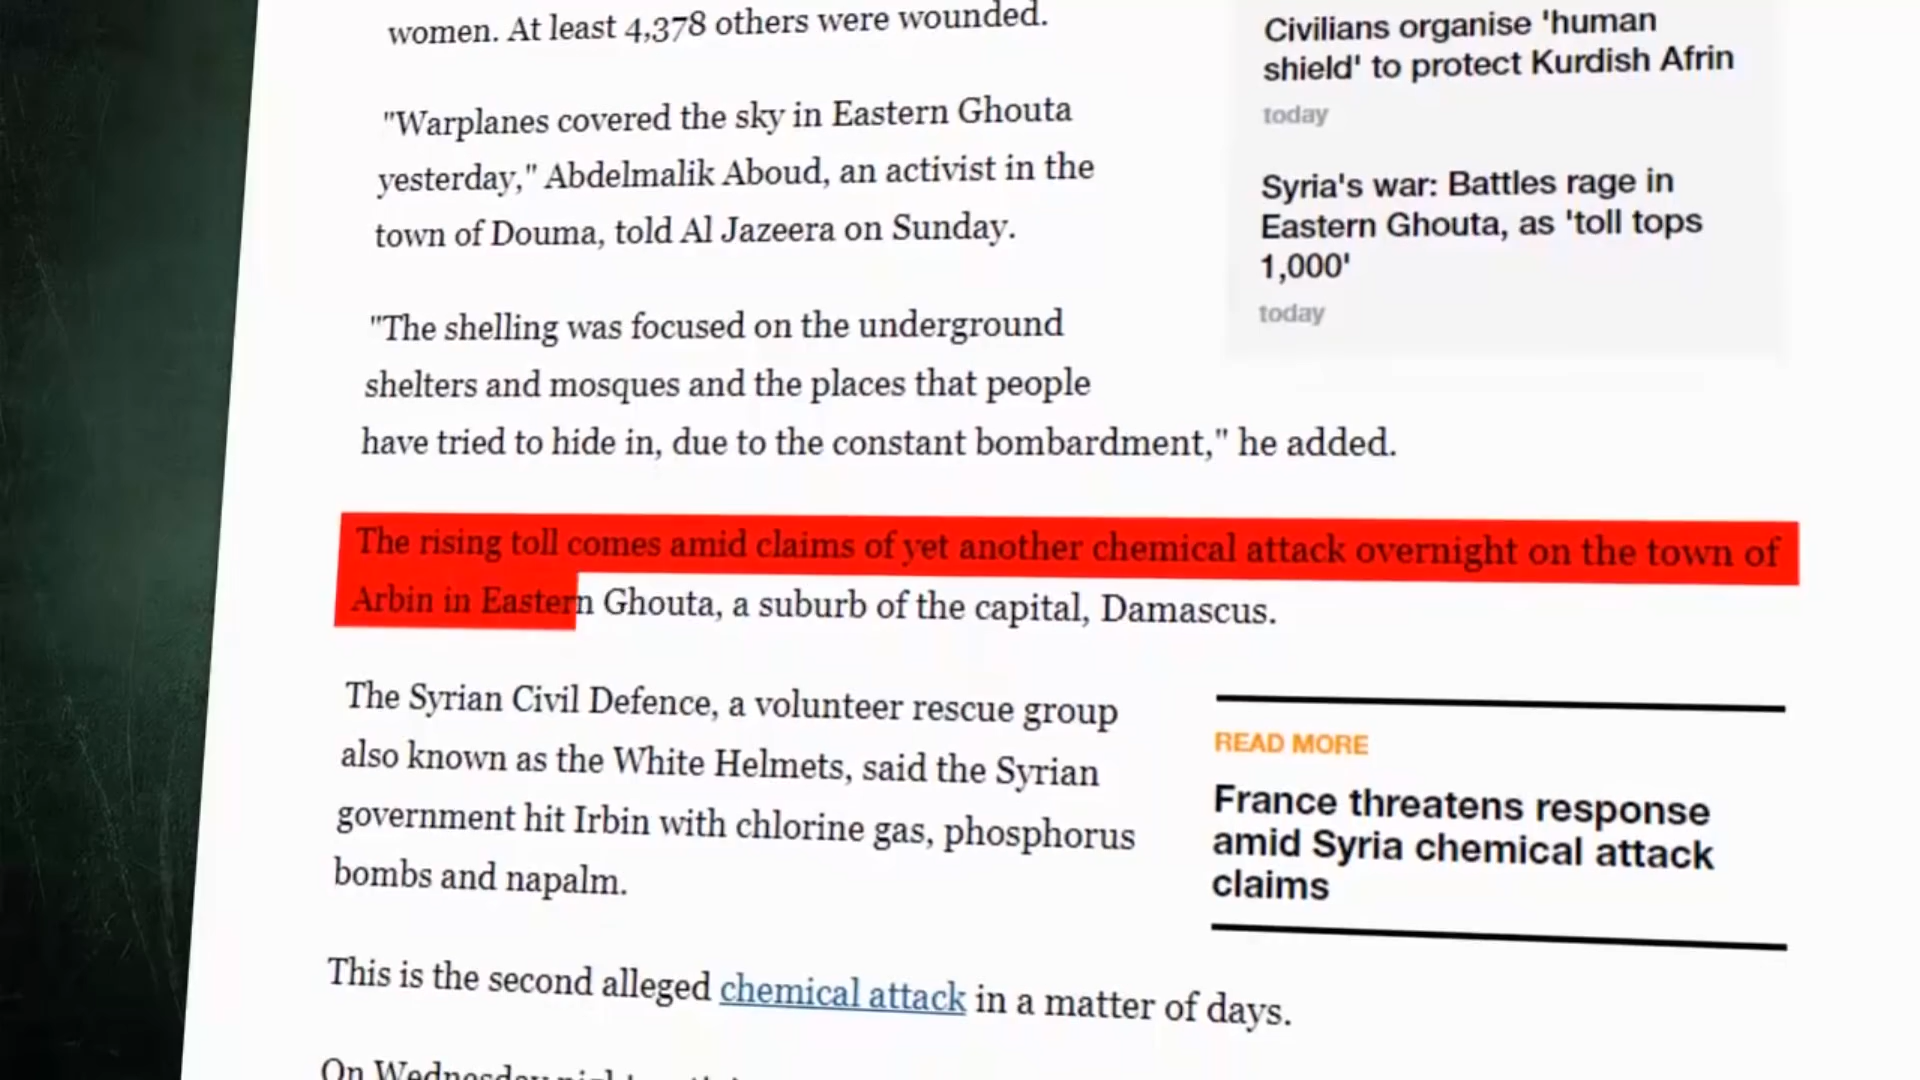 women. At least 4,378 others were wounded.
"Warplanes covered the sky in Eastern Ghouta
yesterday," Abdelmalik Aboud, an activist in the
town of Douma, told Al Jazeera on Sunday.
"The shelling was focused on the underground
shelters and mosques and the places that people
have tried to hide in, due to the constant bombardment," he added.
The rising toll comes amid claims of yet another chemical attack overnight on the town of
Arbin in Eastern Ghouta, a suburb of the capital, Damascus.
The Syrian Civil Defence, a volunteer rescue group
also known as the White Helmets, said the Syrian
government hit Irbin with chlorine gas, phosphorus
bombs and napalm.
This is the second alleged chemical attack in a matter of days.
On Wednesday
Civilians organise 'human
shield' to protect Kurdish Afrin
today
Syria's war: Battles rage in
Eastern Ghouta, as 'toll tops
1,000'
today
READ MORE
France threatens response
amid Syria chemical attack
claims